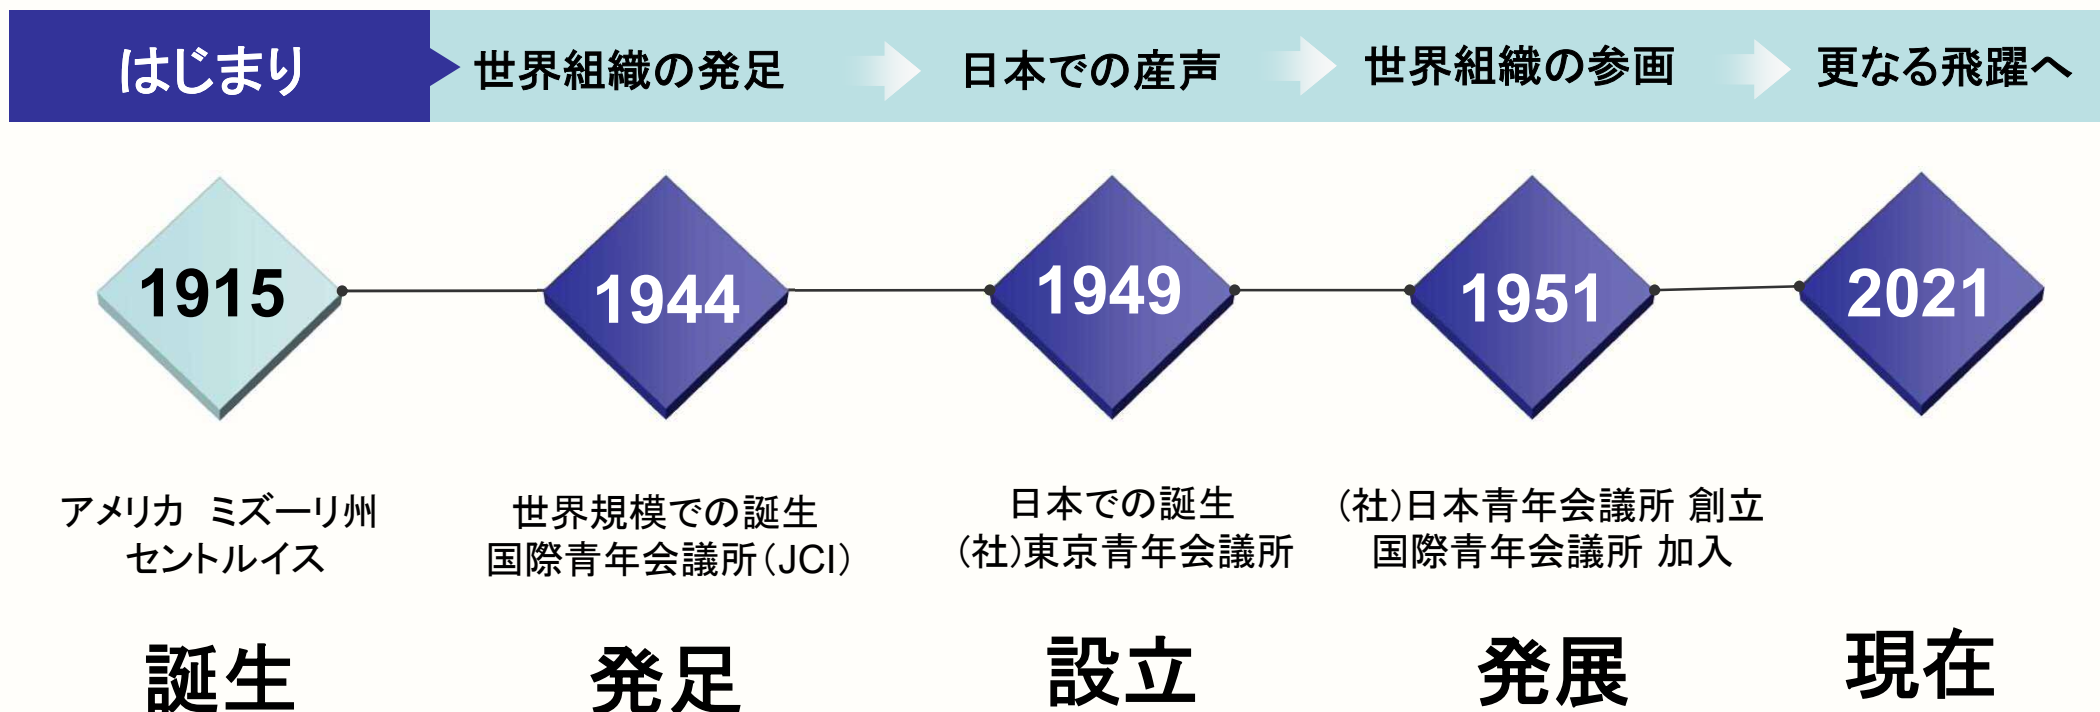 はじまり
世界組織の発足
日本での産声
世界組織の参画
更なる飛躍へ
1915
1944
1949
1951
2021
アメリカ ミズーリ州
セントルイス
世界規模での誕生
国際青年会議所（JCI）
日本での誕生
(社)東京青年会議所
(社)日本青年会議所 創立
国際青年会議所 加入
誕生
発足
設立
発展
現在